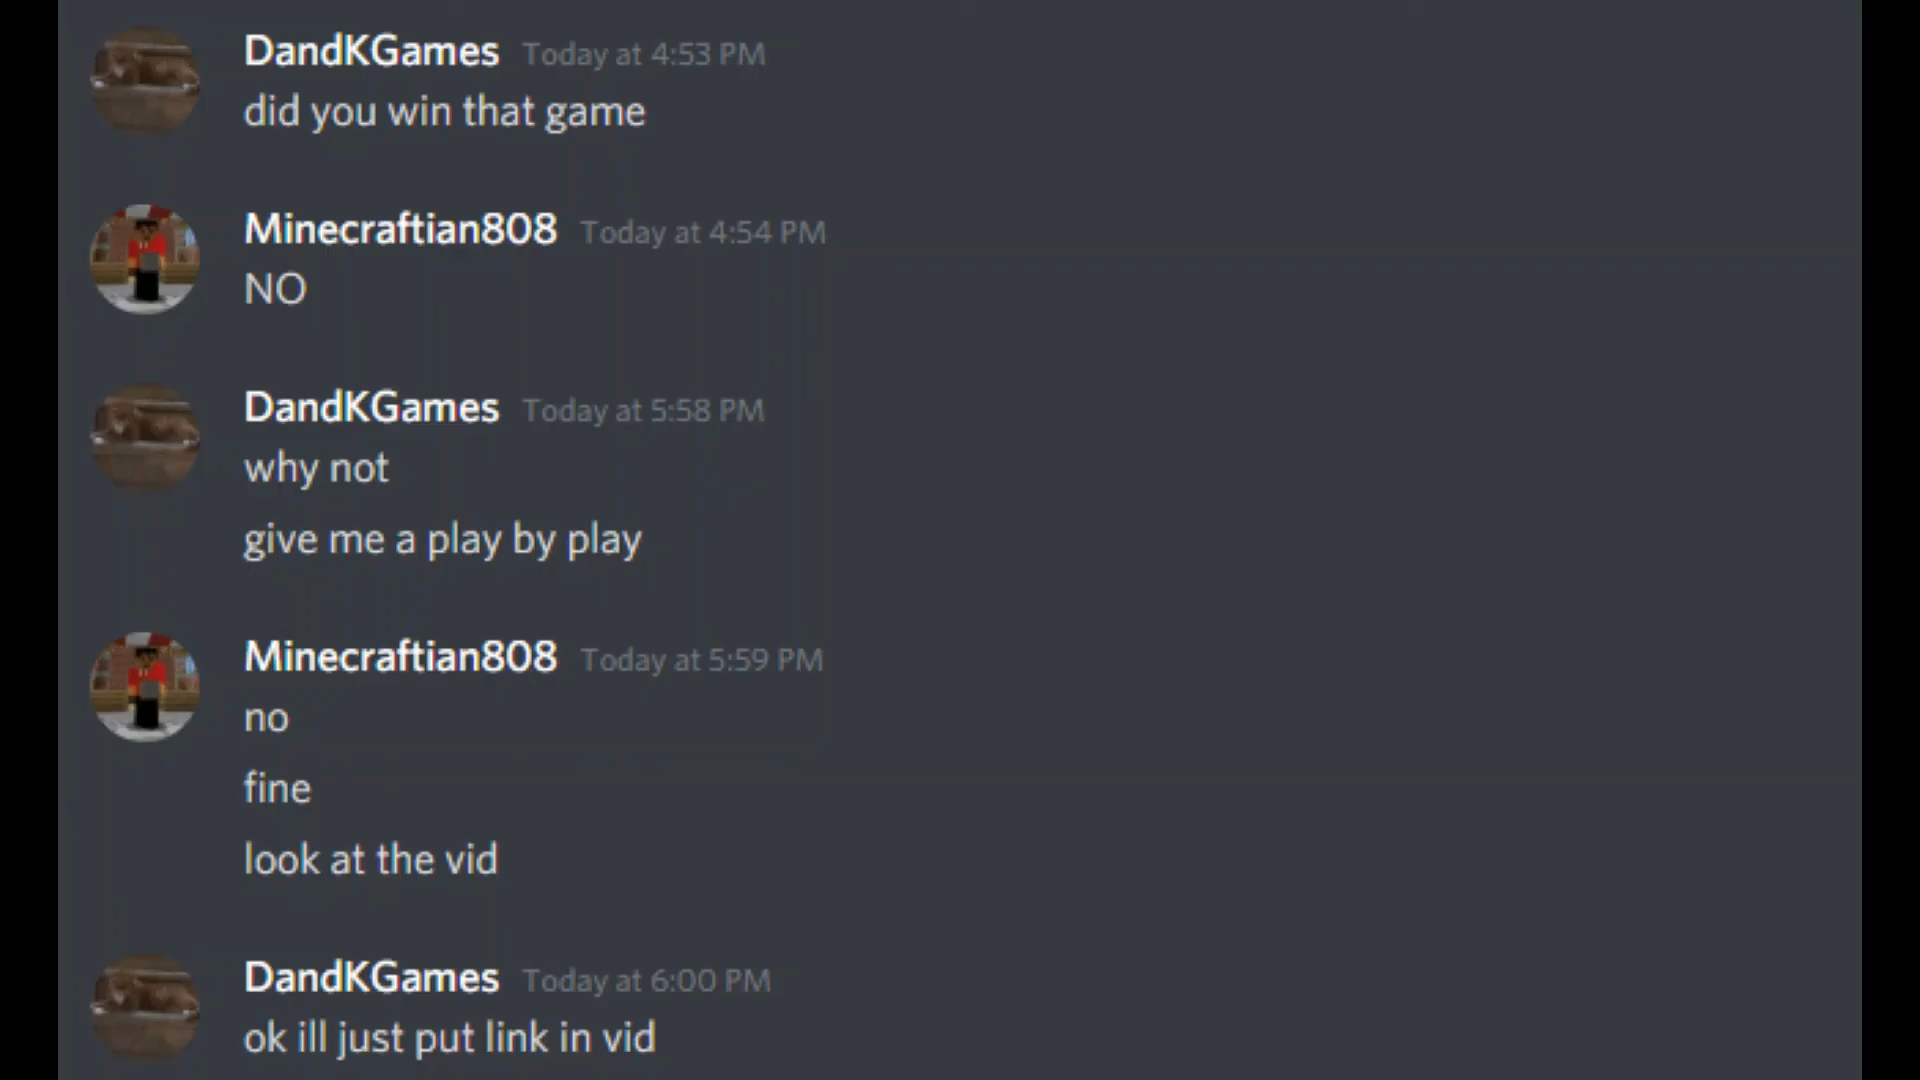 DandKGames Today at 4:53 PM
did you win that game
Minecraftian808 Today at 4:54 PM
NO
DandKGames Today at 5:58 PM
why not
give me a play by play
Minecraftian808 Today at 5:59 PM
no
fine
look at the vid
DandKGames Today at 6:00 PM
ok ill just put link in vid